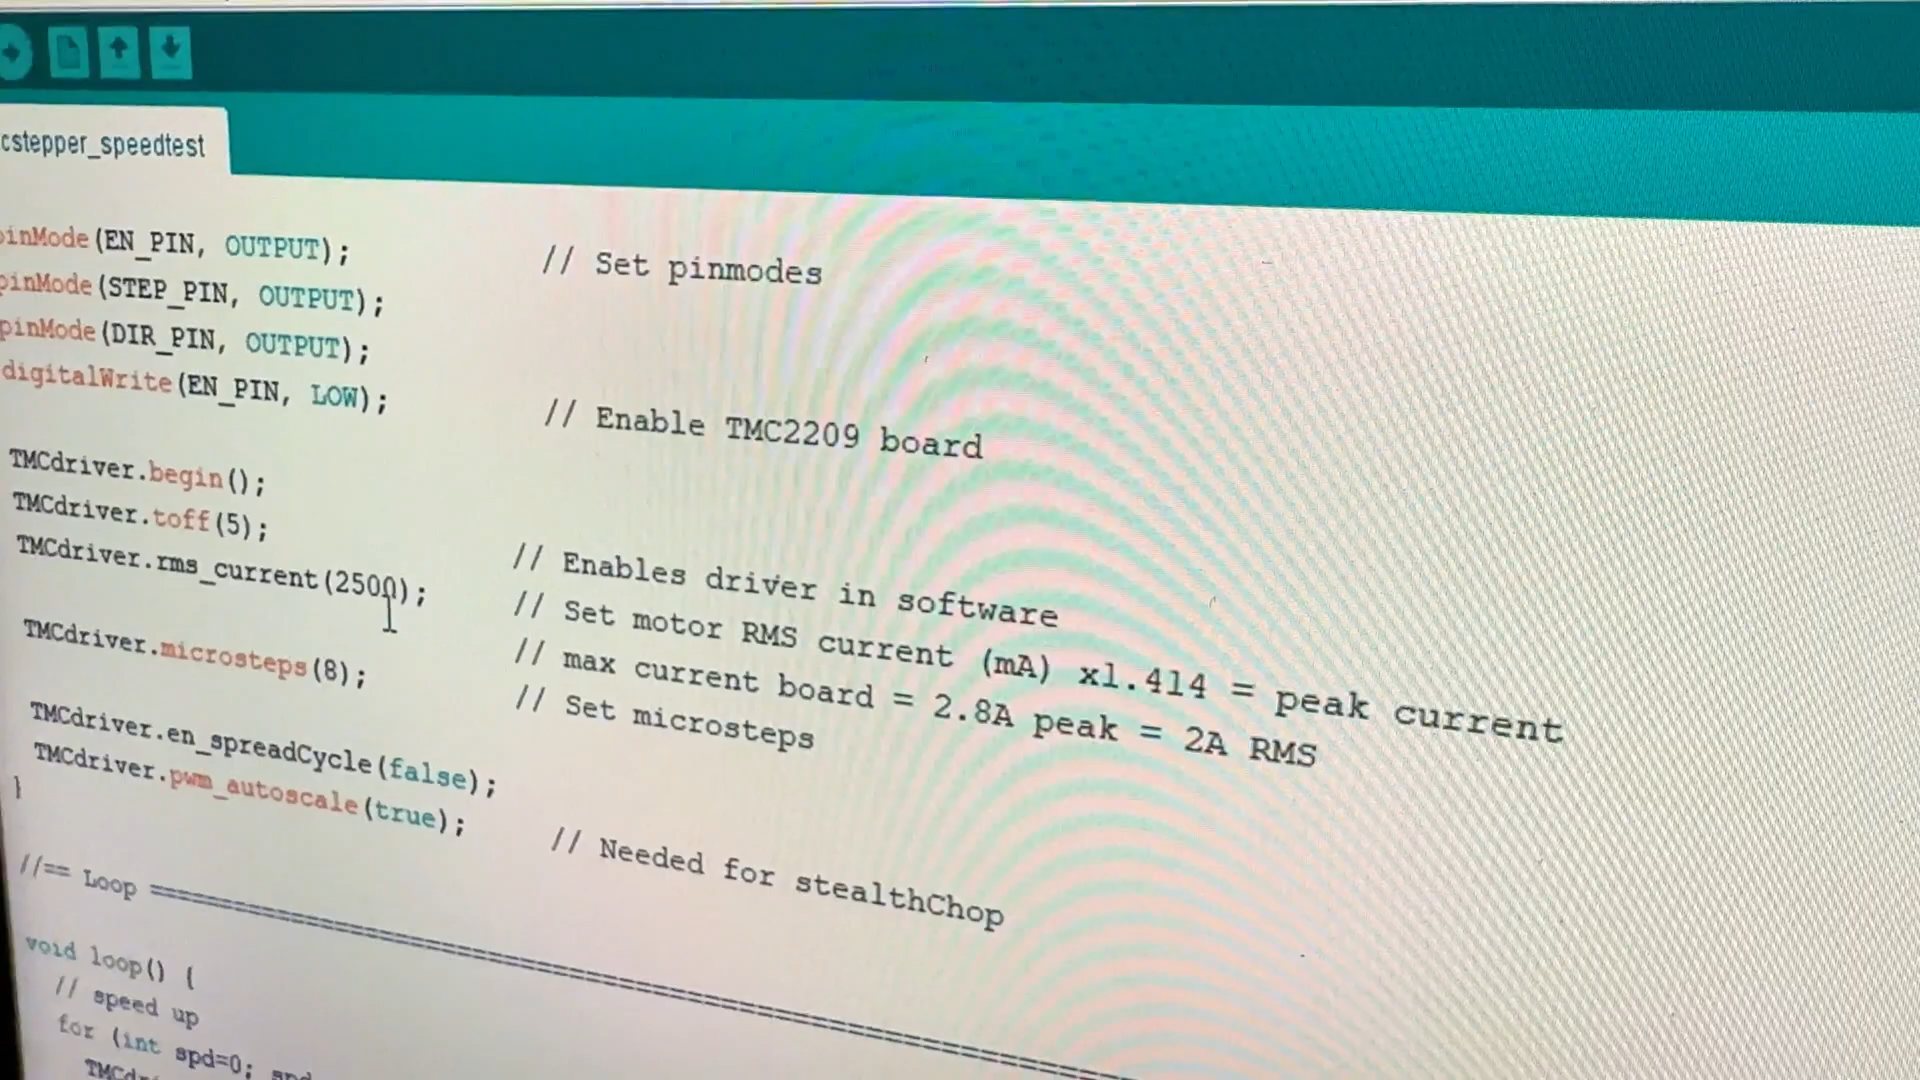 cstepper_speedtest
pinMode(EN_PIN, OUTPUT); // Set pinmodes
pinMode(STEP_PIN, OUTPUT);
pinMode(DIR_PIN, OUTPUT);
digitalWrite(EN_PIN, LOW); // Enable TMC2209 board
TMCdriver.begin();
TMCdriver.toff(5); // Enables driver in software
TMCdriver.rms_current(2500); // Set motor RMS current (mA) x1.414 = peak current
// max current board = 2.8A peak = 2A RMS
TMCdriver.microsteps(8); // Set microsteps
TMCdriver.en_spreadCycle(false);
TMCdriver.pwm_autoscale(true); // Needed for stealthChop
}
//== Loop ==========================================================================
void loop() {
// speed up
for (int spd=0;